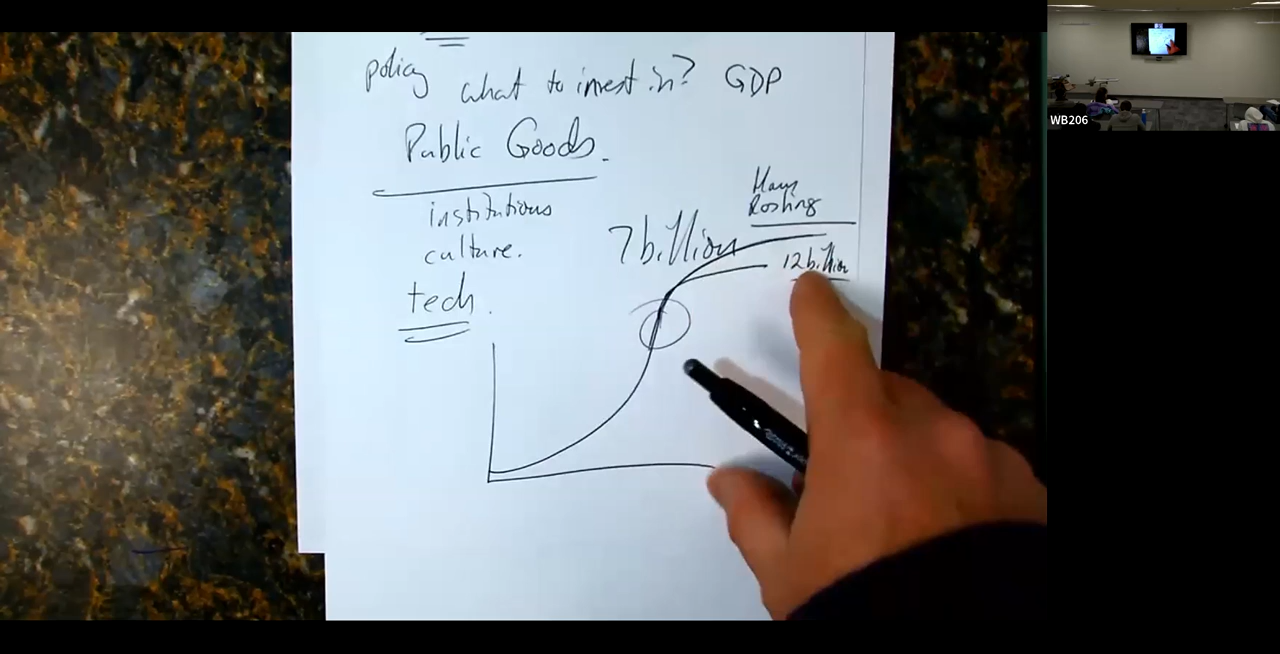 policy what to invest in? GDP
Public Goods.
institutions
culture.
tech.
7 billion
Hans
Rosling
12 billion
WB206